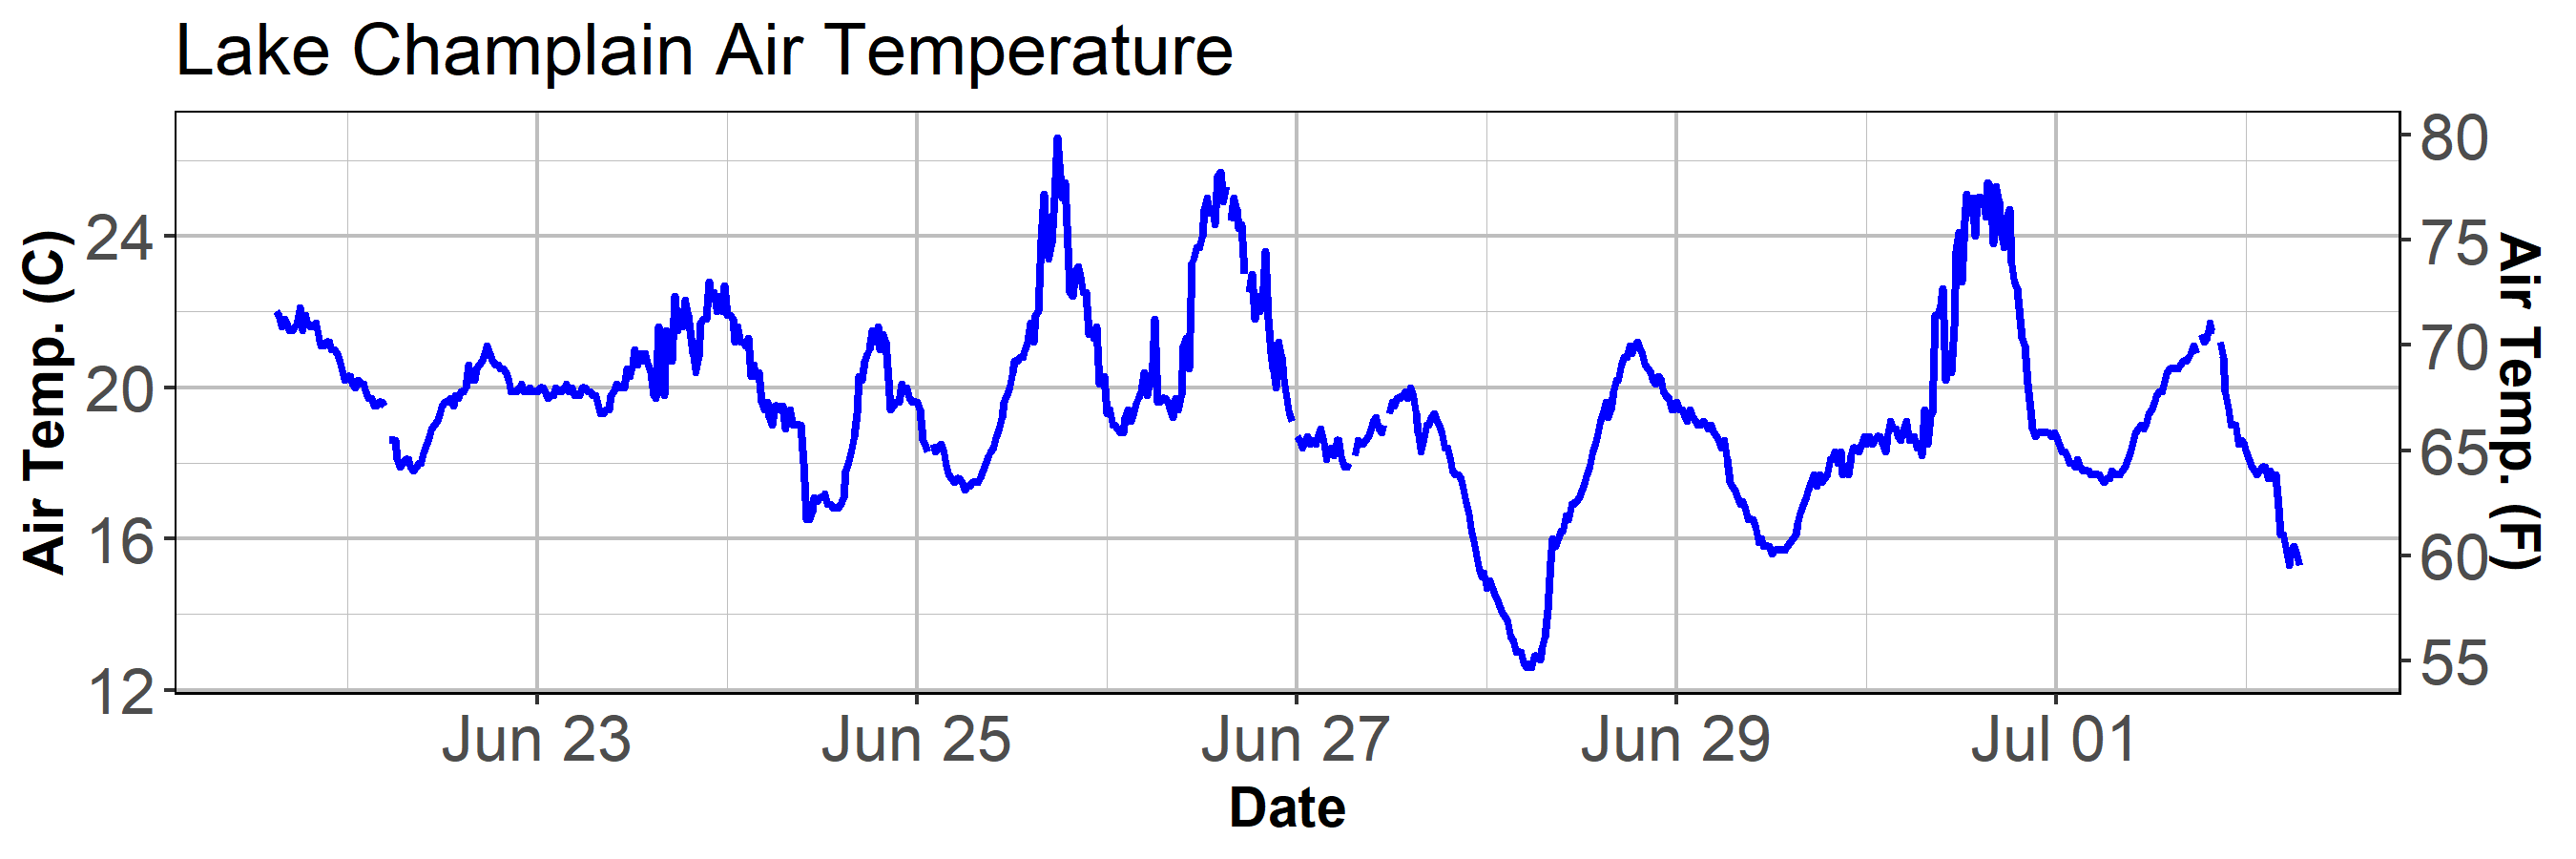 Lake Champlain Air Temperature
Air Temp. (C)
24
20
16
12
80
75
70
65
60
55
Air Temp. (F)
Jun 23
Jun 25
Jun 27
Jun 29
Jul 01
Date